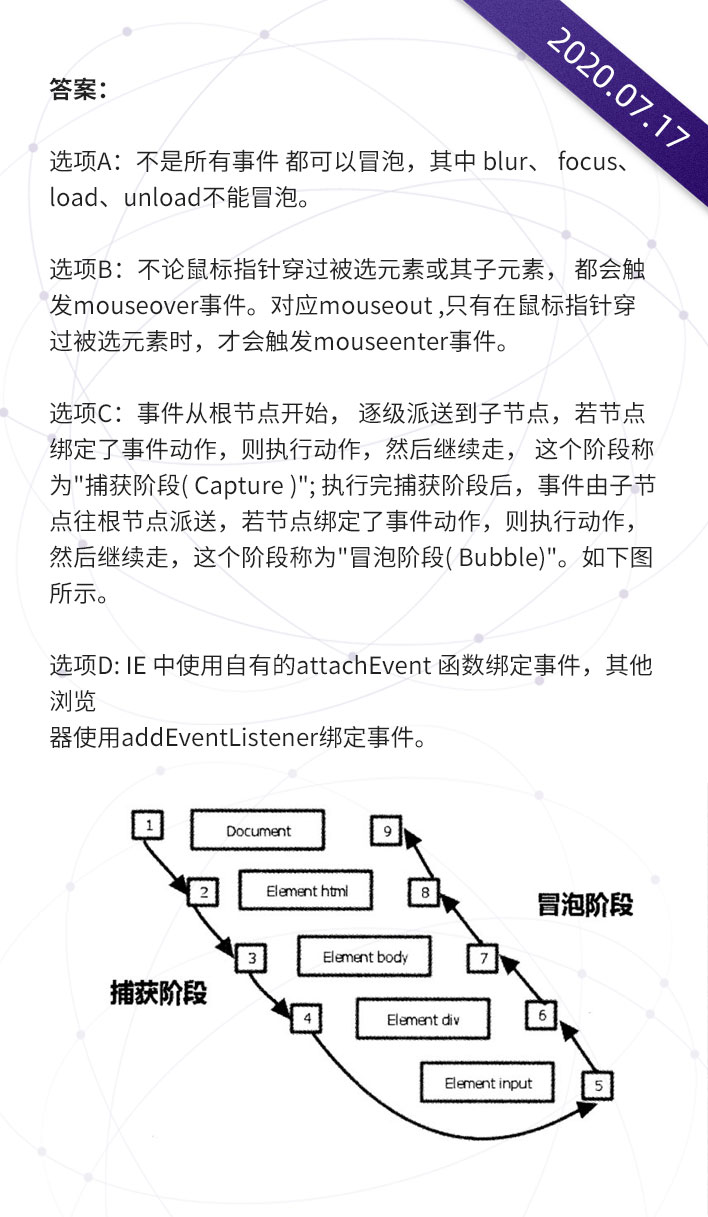 2020.07.17
答案：
选项A：不是所有事件 都可以冒泡，其中 blur、 focus、
load、unload不能冒泡。
选项B：不论鼠标指针穿过被选元素或其子元素， 都会触
发mouseover事件。对应mouseout ,只有在鼠标指针穿
过被选元素时，才会触发mouseenter事件。
选项C：事件从根节点开始， 逐级派送到子节点，若节点
绑定了事件动作，则执行动作，然后继续走， 这个阶段称
为"捕获阶段( Capture )"; 执行完捕获阶段后，事件由子节
点往根节点派送，若节点绑定了事件动作，则执行动作，
然后继续走，这个阶段称为"冒泡阶段( Bubble)"。如下图
所示。
选项D: IE 中使用自有的attachEvent 函数绑定事件，其他
浏览
器使用addEventListener绑定事件。
1 Document 9
2 Element html 8
冒泡阶段
3 Element body 7
捕获阶段
4 Element div 6
Element input 5